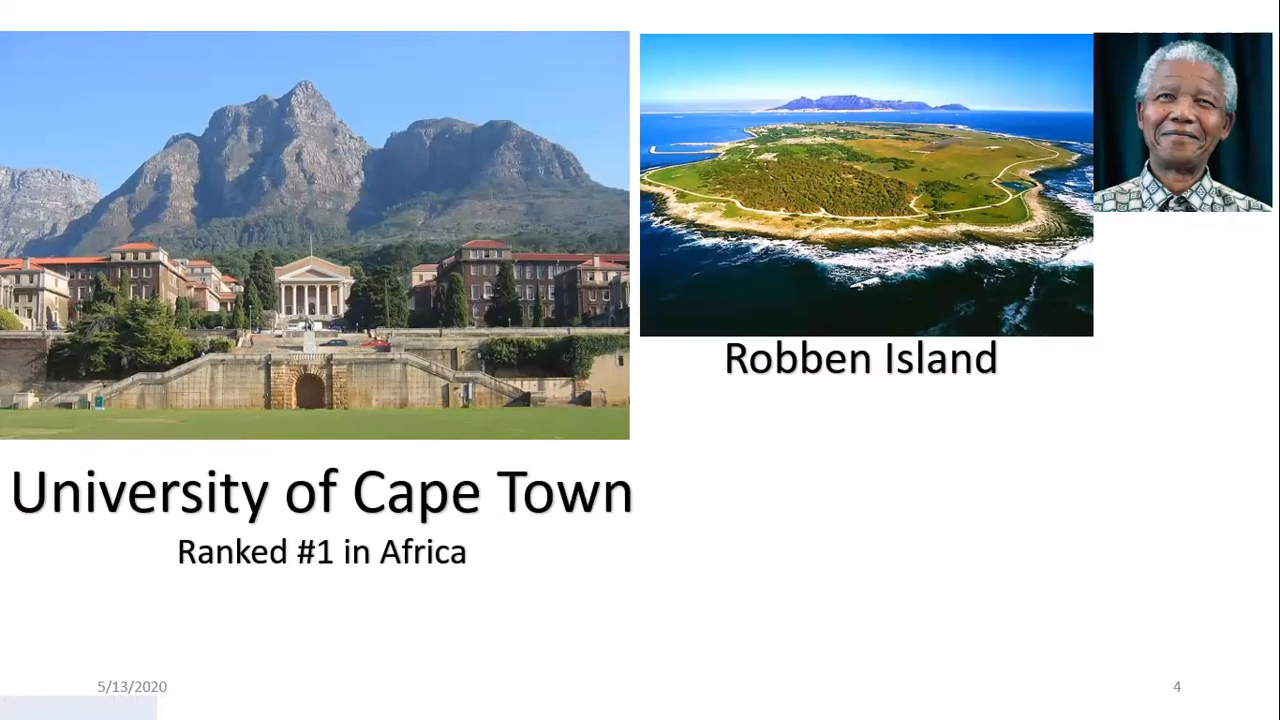 Robben Island
University of Cape Town
Ranked #1 in Africa
5/13/2020
4